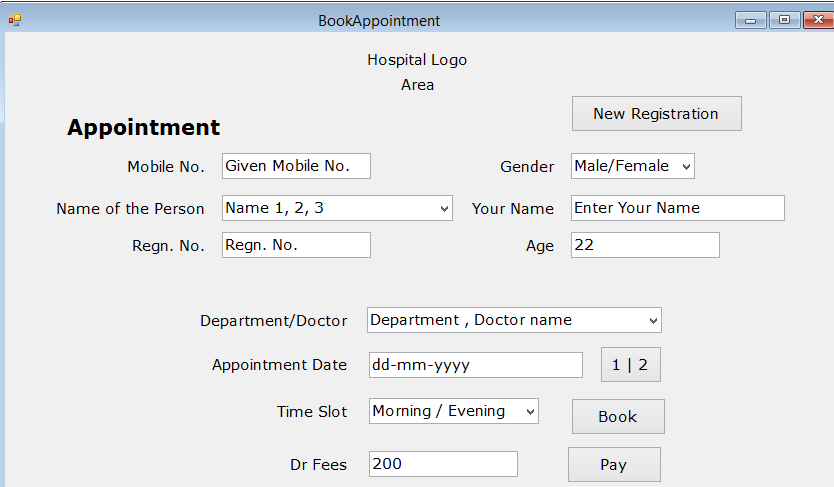 BookAppointment
Hospital Logo
Area
New Registration
Appointment
Mobile No. Given Mobile No. Gender Male/Female
Name of the Person Name 1, 2, 3 Your Name Enter Your Name
Regn. No. Regn. No. Age 22
Department/Doctor Department , Doctor name
Appointment Date dd-mm-yyyy 1 | 2
Time Slot Morning / Evening Book
Dr Fees 200 Pay